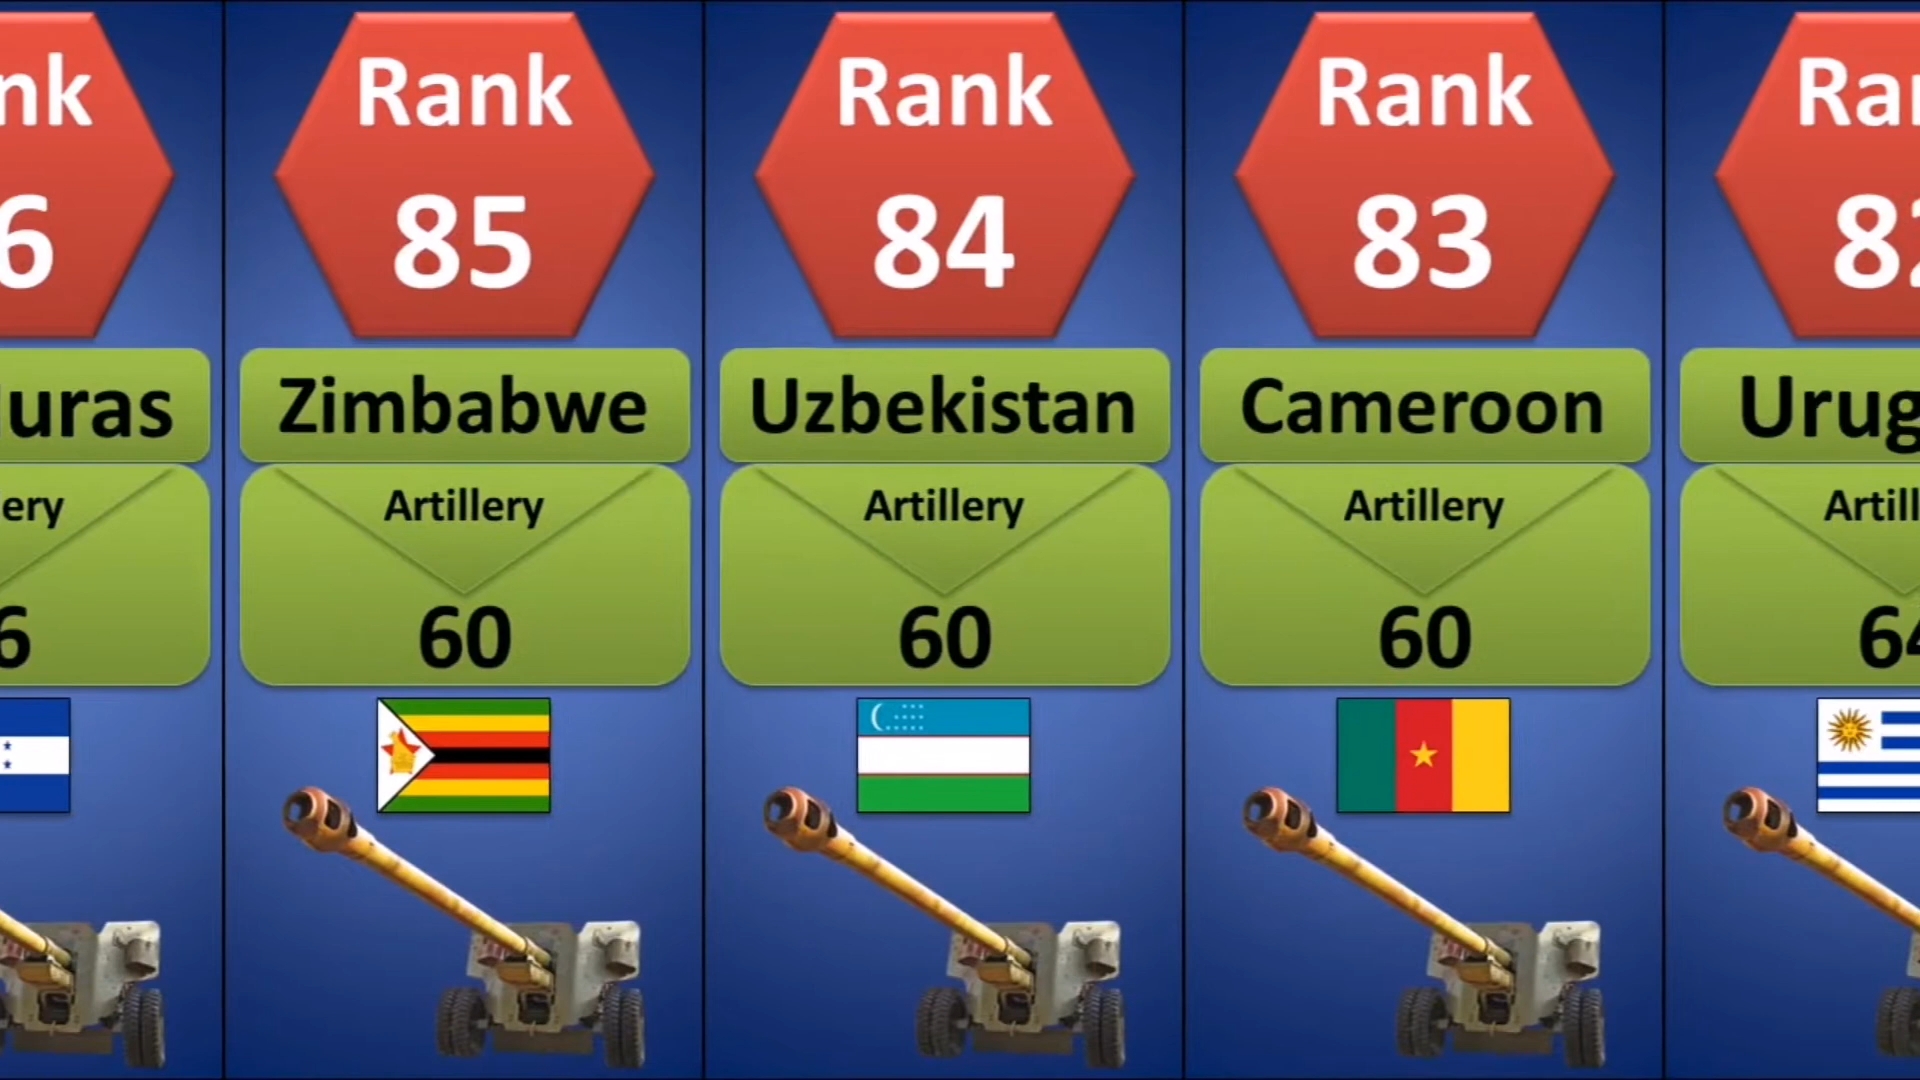 Rank
85
Zimbabwe
Artillery
60
Rank
84
Uzbekistan
Artillery
60
Rank
83
Cameroon
Artillery
60